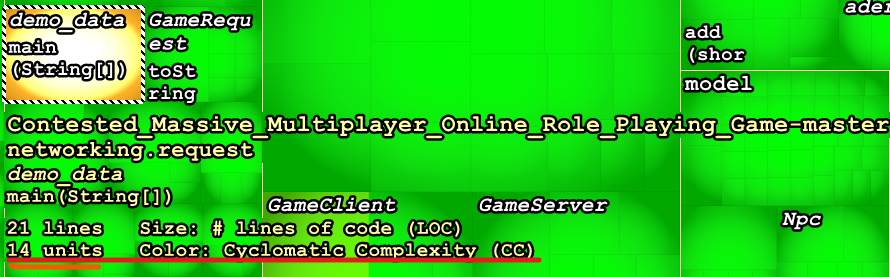 demo_data
main
(String[])
GameRequ
est
toSt
ring
add
(shor
model
Contested_Massive_Multiplayer_Online_Role_Playing_Game-master
networking.request
demo_data
main(String[])
GameClient
GameServer
Npc
21 lines Size: # lines of code (LOC)
14 units Color: Cyclomatic Complexity (CC)